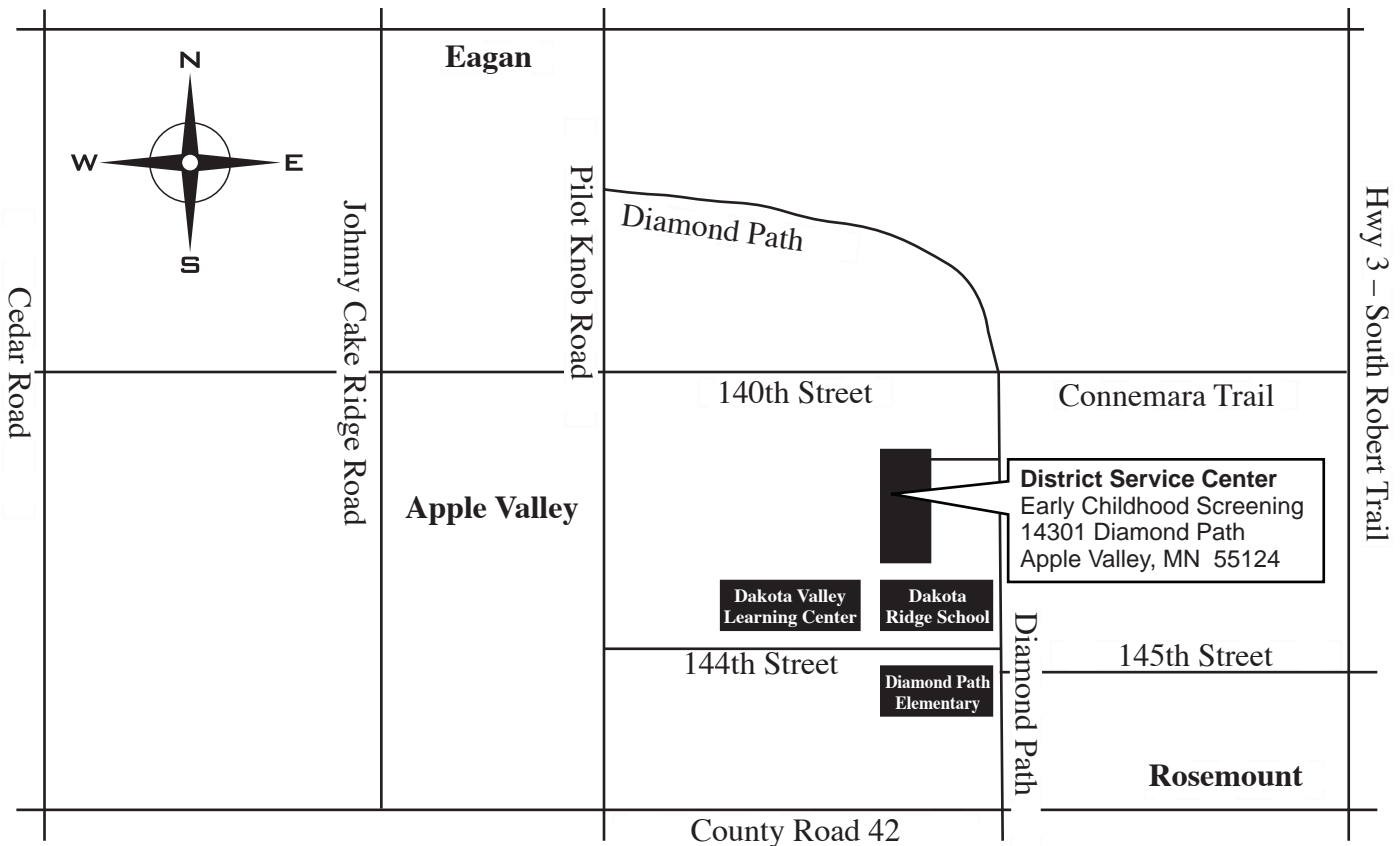 Eagan
N
W
E
S
Cedar Road
Johnny Cake Ridge Road
Pilot Knob Road
Diamond Path
Hwy 3 – South Robert Trail
140th Street
Connemara Trail
Apple Valley
District Service Center
Early Childhood Screening
14301 Diamond Path
Apple Valley, MN 55124
Dakota Valley
Learning Center
Dakota
Ridge School
144th Street
Diamond Path
145th Street
Diamond Path
Elementary
Rosemount
County Road 42